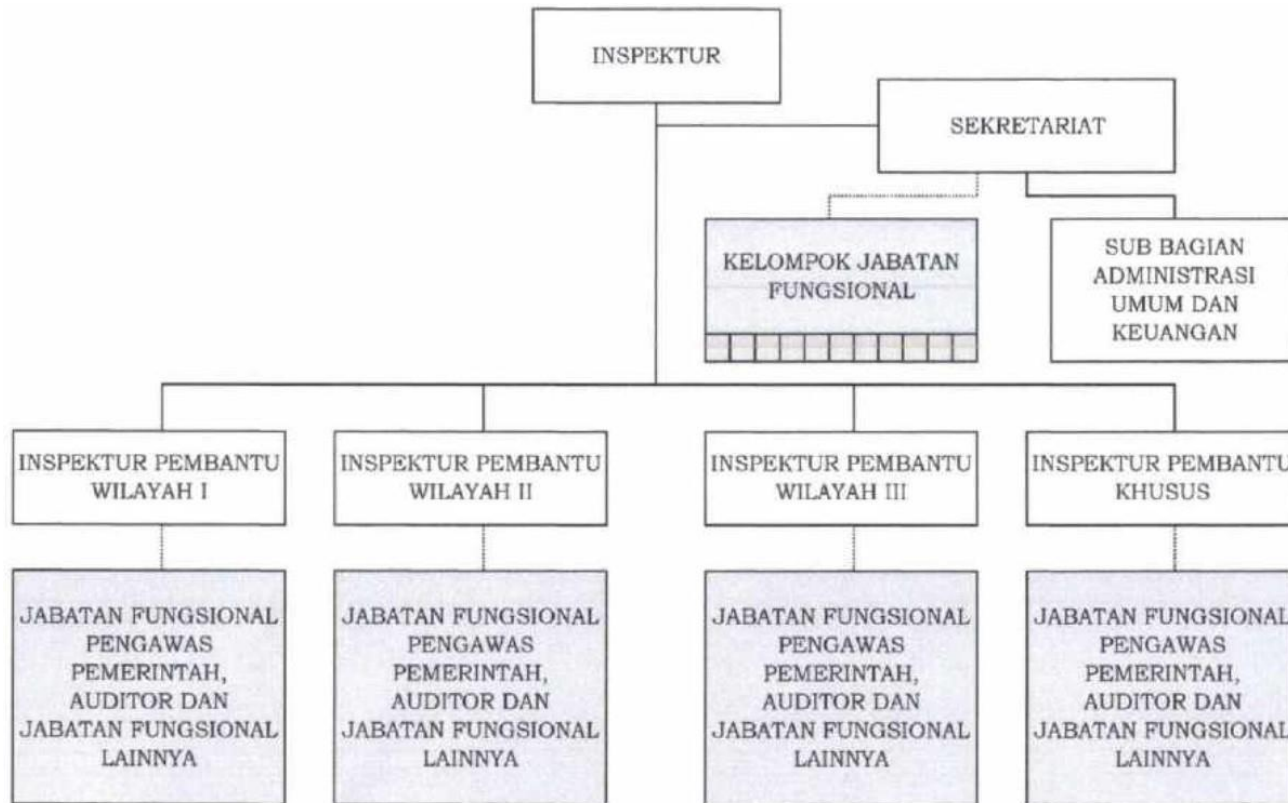 INSPEKTUR
SEKRETARIAT
KELOMPOK JABATAN
FUNGSIONAL
SUB BAGIAN
ADMINISTRASI
UMUM DAN
KEUANGAN
INSPEKTUR PEMBANTU
WILAYAH I
INSPEKTUR PEMBANTU
WILAYAH II
INSPEKTUR PEMBANTU
WILAYAH III
INSPEKTUR PEMBANTU
KHUSUS
JABATAN FUNGSIONAL
PENGAWAS
PEMERINTAH,
AUDITOR DAN
JABATAN FUNGSIONAL
LAINNYA
JABATAN FUNGSIONAL
PENGAWAS
PEMERINTAH,
AUDITOR DAN
JABATAN FUNGSIONAL
LAINNYA
JABATAN FUNGSIONAL
PENGAWAS
PEMERINTAH,
AUDITOR DAN
JABATAN FUNGSIONAL
LAINNYA
JABATAN FUNGSIONAL
PENGAWAS
PEMERINTAH,
AUDITOR DAN
JABATAN FUNGSIONAL
LAINNYA